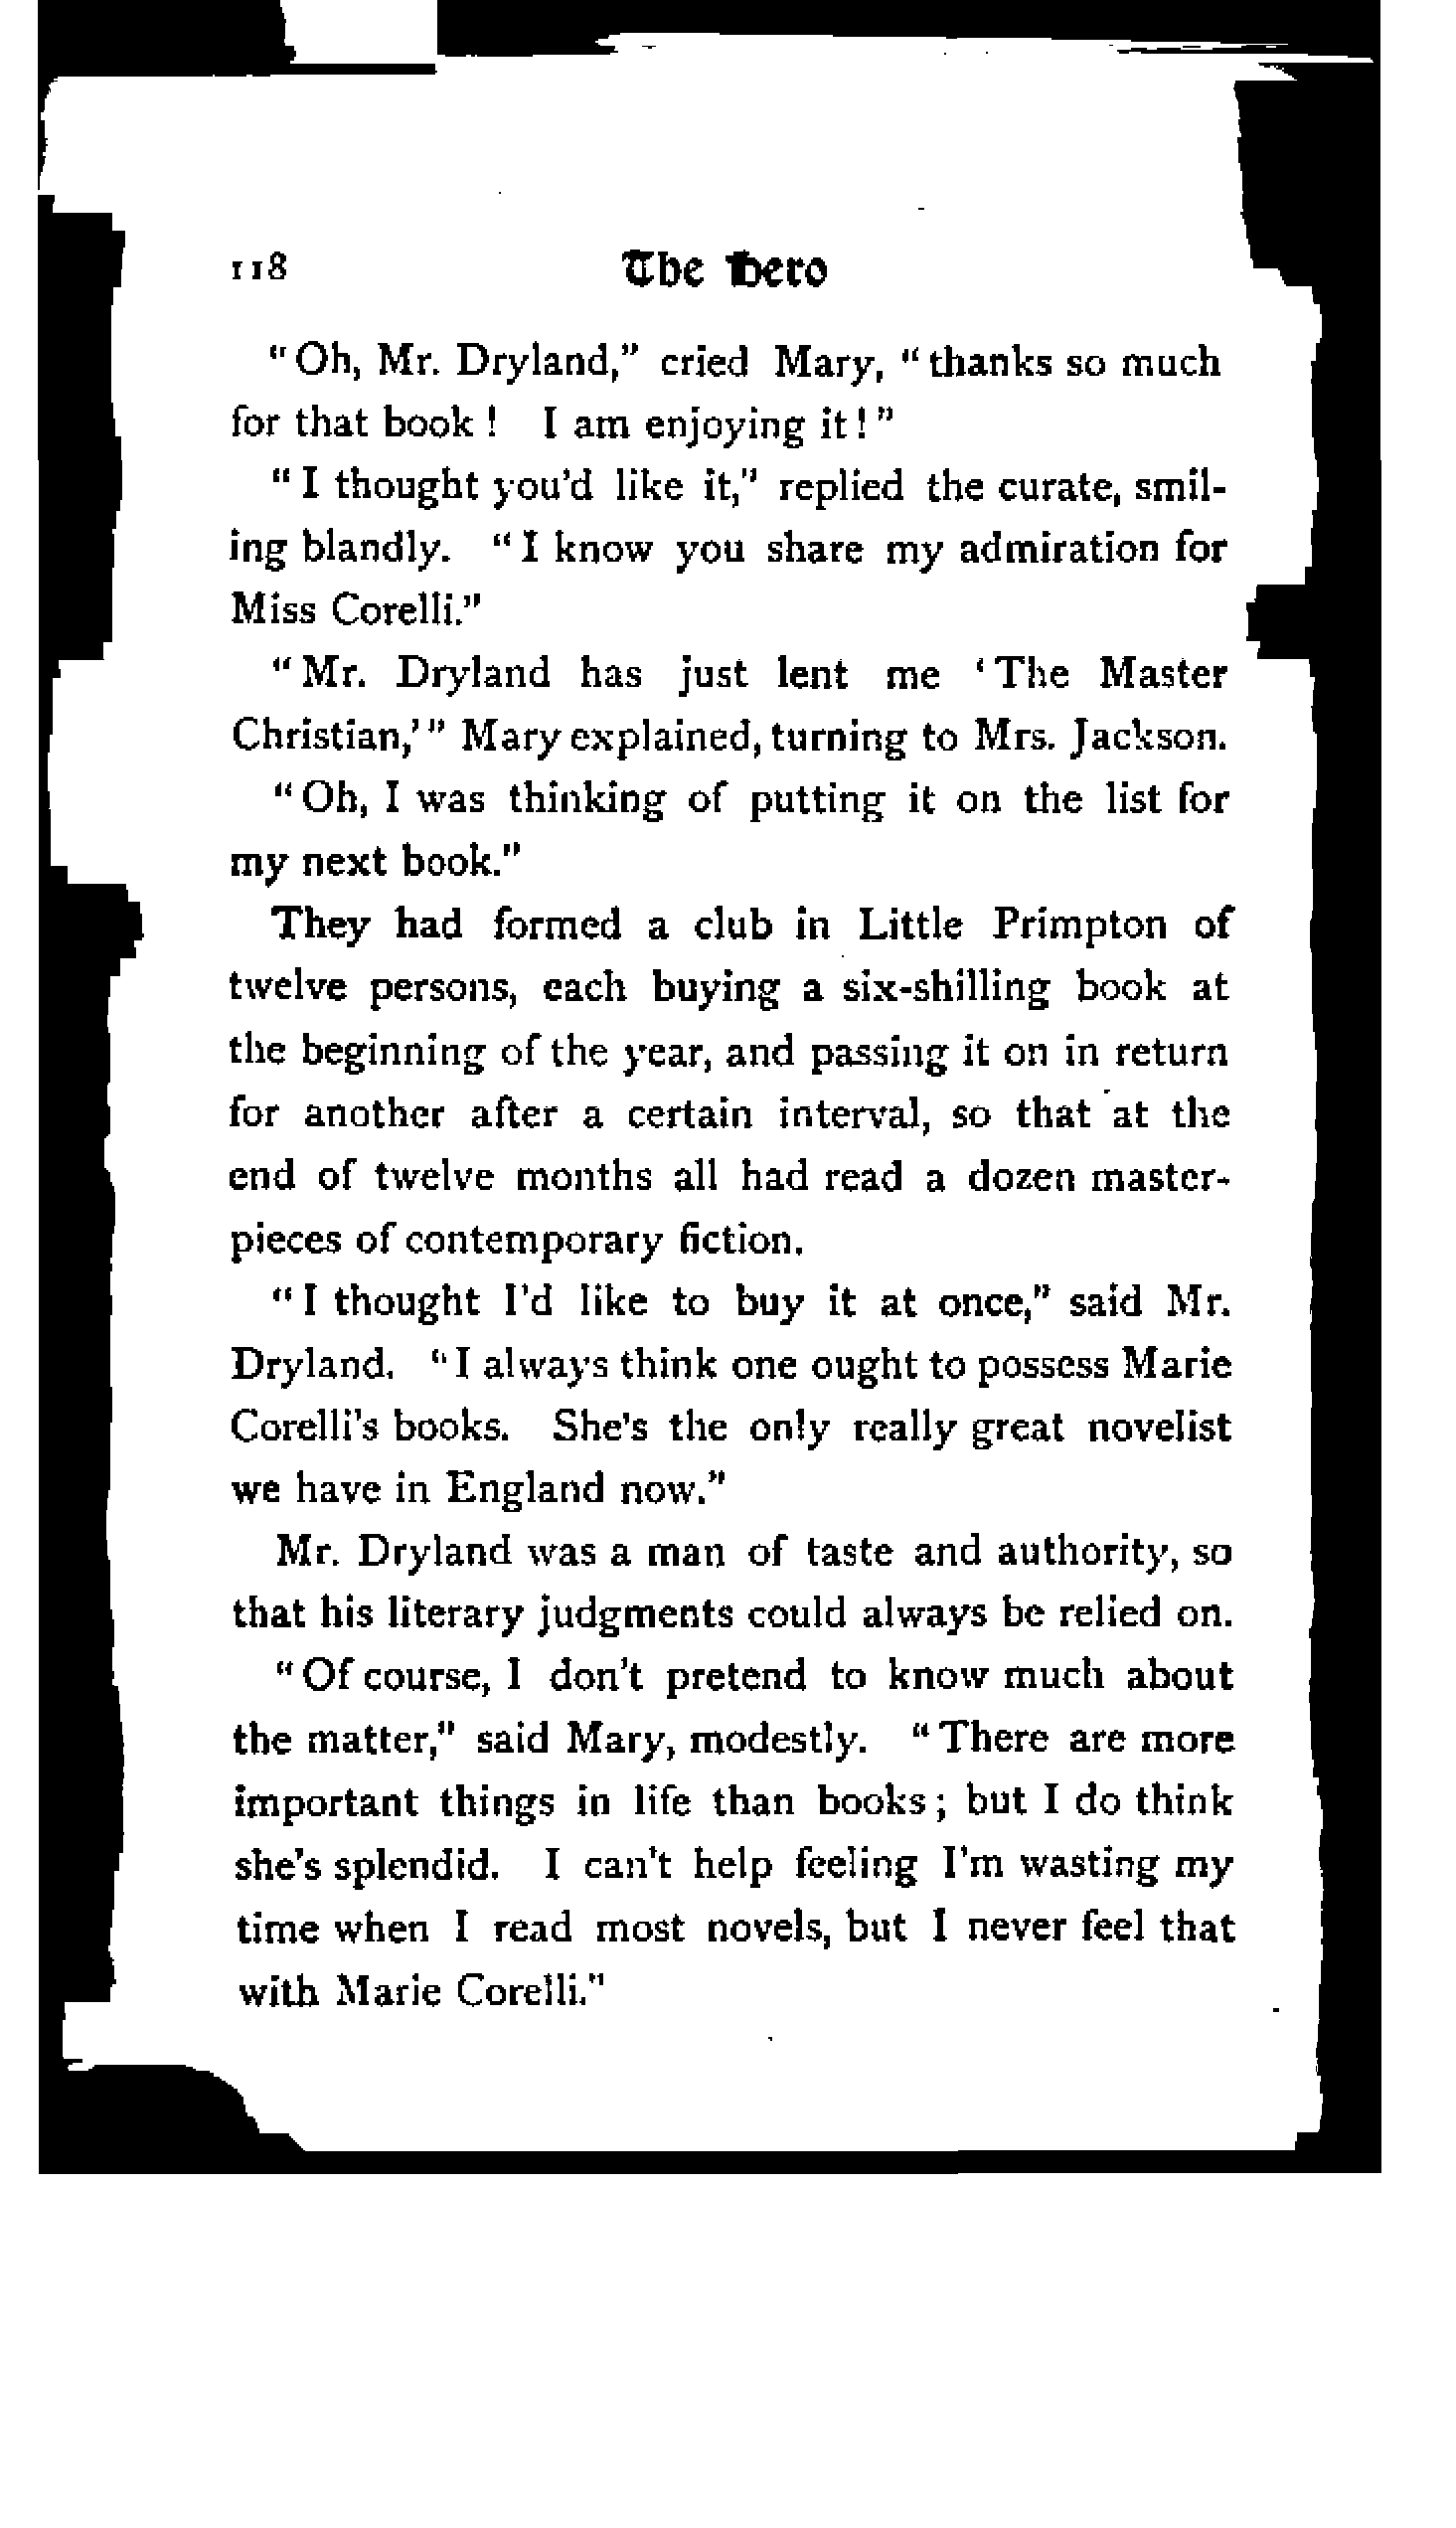 118 The Hero
"Oh, Mr. Dryland," cried Mary, "thanks so much
for that book! I am enjoying it!"
"I thought you'd like it," replied the curate, smil-
ing blandly. "I know you share my admiration for
Miss Corelli."
"Mr. Dryland has just lent me 'The Master
Christian,'" Mary explained, turning to Mrs. Jackson.
"Oh, I was thinking of putting it on the list for
my next book."
They had formed a club in Little Primpton of
twelve persons, each buying a six-shilling book at
the beginning of the year, and passing it on in return
for another after a certain interval, so that at the
end of twelve months all had read a dozen master-
pieces of contemporary fiction.
"I thought I'd like to buy it at once," said Mr.
Dryland. "I always think one ought to possess Marie
Corelli's books. She's the only really great novelist
we have in England now."
Mr. Dryland was a man of taste and authority, so
that his literary judgments could always be relied on.
"Of course, I don't pretend to know much about
the matter," said Mary, modestly. "There are more
important things in life than books; but I do think
she's splendid. I can't help feeling I'm wasting my
time when I read most novels, but I never feel that
with Marie Corelli."